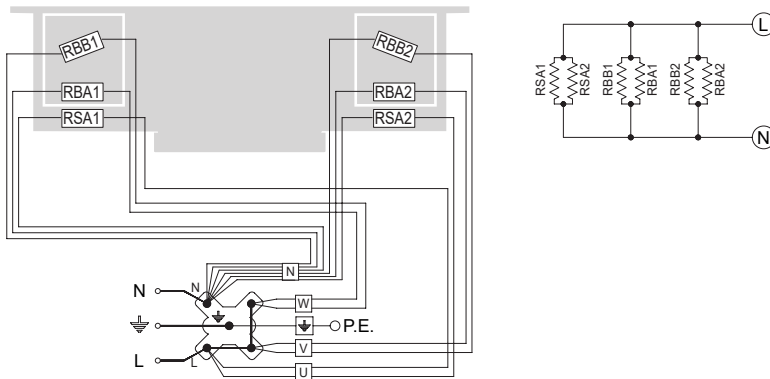 RBB1
RBB2
RBA1
RBA2
RSA1
RSA2
L
RSA1
RSA2
RBB1
RBA1
RBB2
RBA2
N
N
N
N
W
P.E.
V
L
L
U